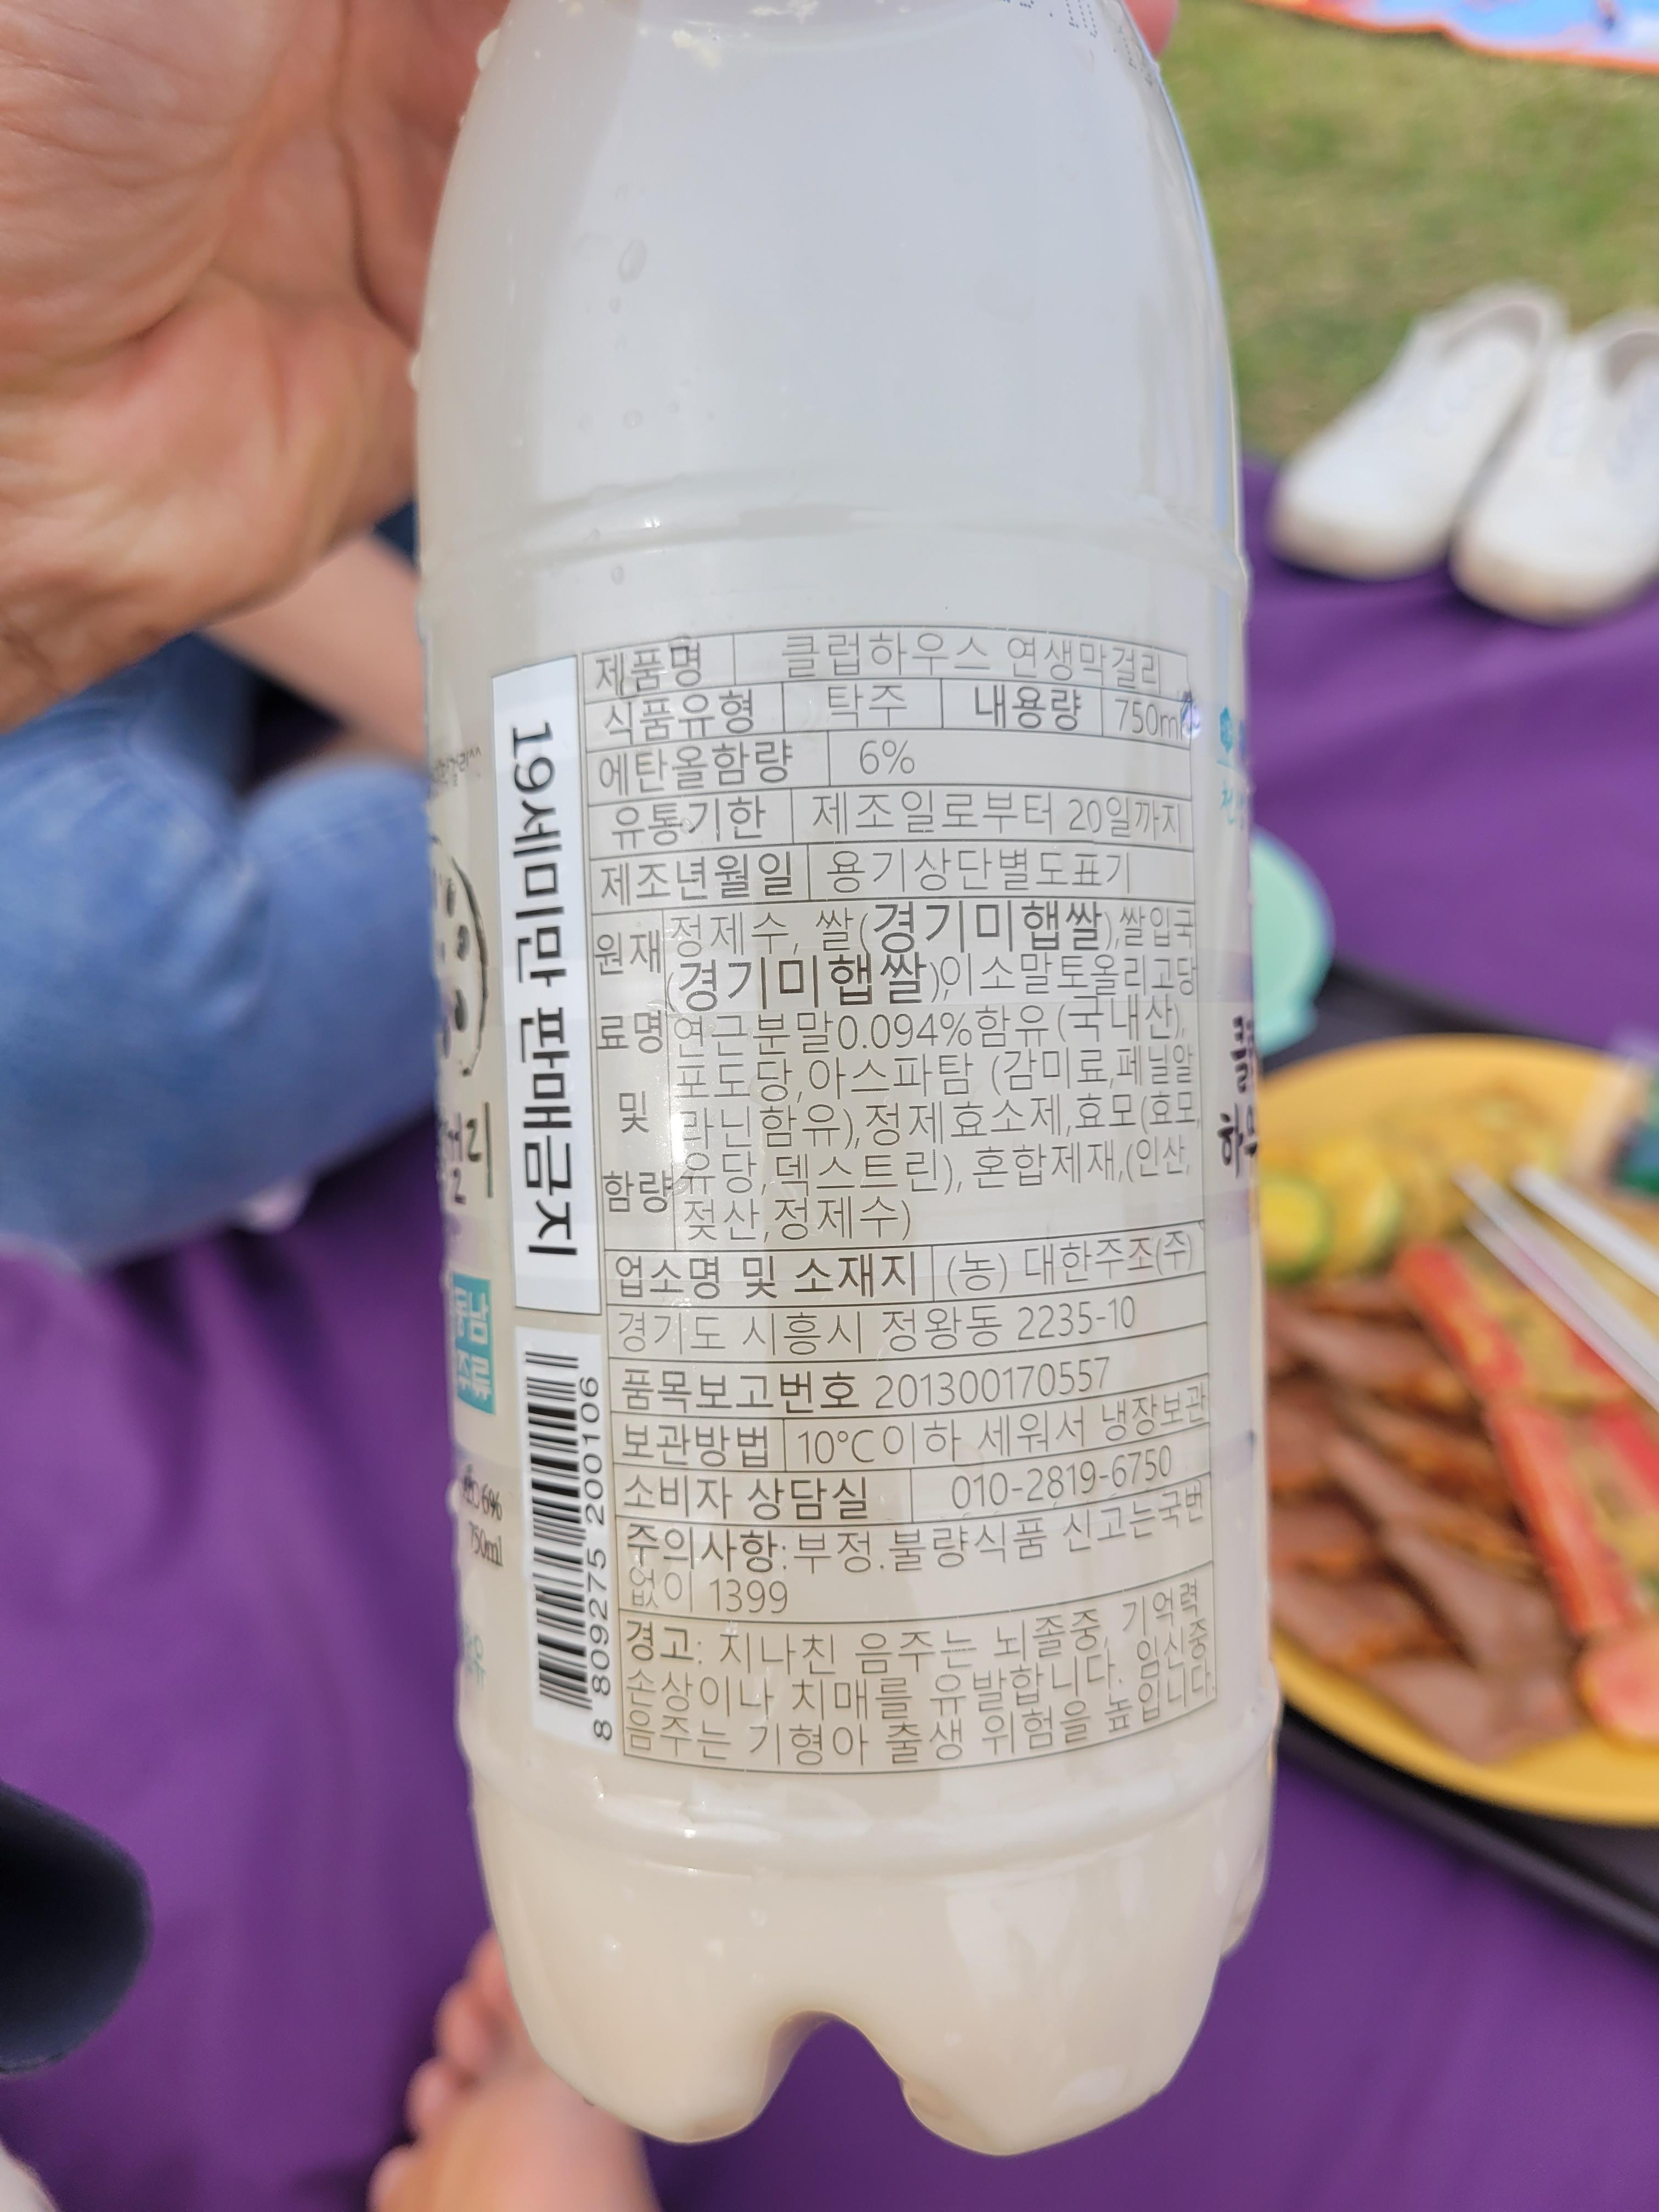 제품명 클럽하우스 연생막걸리
식품유형 탁주 내용량 750m
에탄올함량 6%
유통기한 제조일로부터 20일까지
제조년월일 용기상단별도표기
원재료명 및 함량
정제수, 쌀(경기미햅쌀),쌀입국
(경기미햅쌀),이소말토올리고당
연근분말0.094%함유(국내산),
포도당,아스파탐 (감미료,페닐알
라닌함유),정제효소제,효모(효모,
유당,덱스트린), 혼합제재,(인산,
젖산,정제수)
업소명 및 소재지 (농) 대한주조(주)
경기도 시흥시 정왕동 2235-10
품목보고번호 201300170557
보관방법 10℃이하 세워서 냉장보관
소비자 상담실 010-2819-6750
주의사항:부정.불량식품 신고는국번
없이 1399
경고: 지나친 음주는 뇌졸중, 기억력
손상이나 치매를 유발합니다. 임신중
음주는 기형아 출생 위험을 높입니다.
19세미만 판매금지
8 809275 200106
6%
750ml